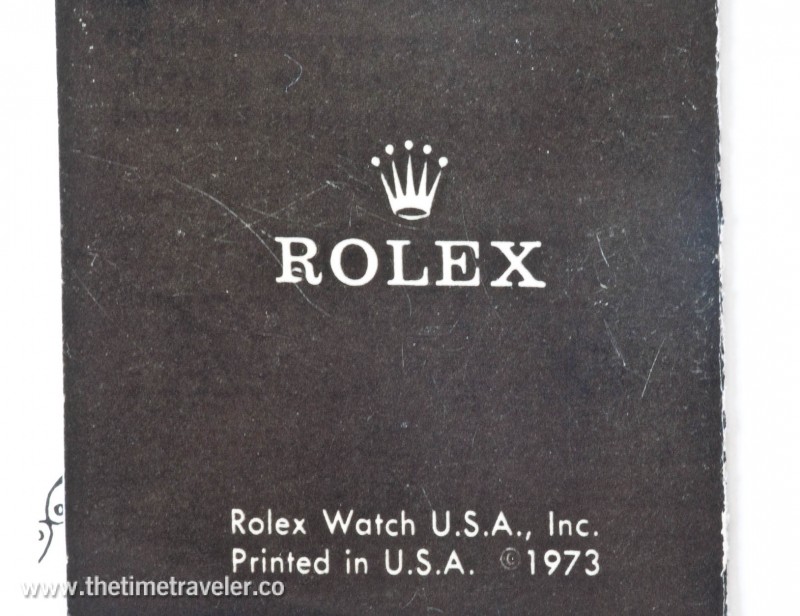 ROLEX
Rolex Watch U.S.A., Inc.
Printed in U.S.A. ©1973
www.thetimetraveler.co